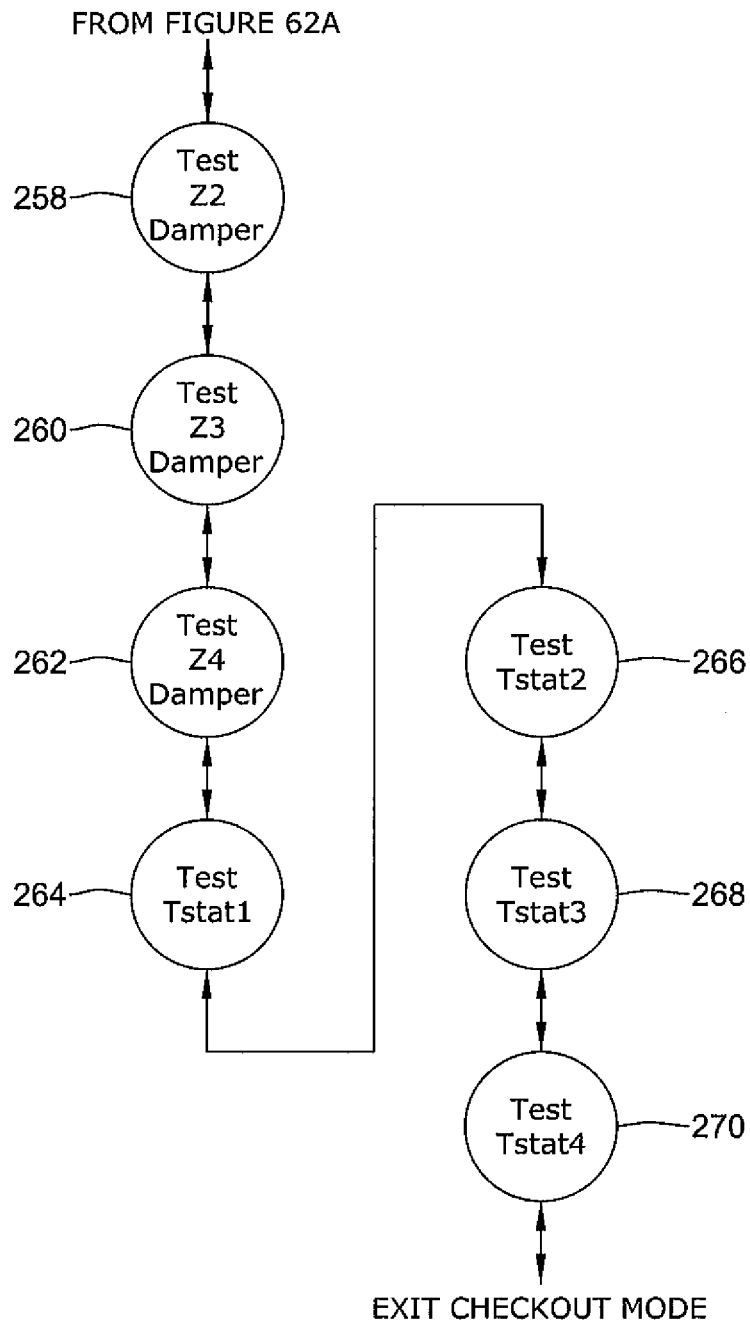 FROM FIGURE 62A
Test
Z2
Damper
258
Test
Z3
Damper
260
Test
Z4
Damper
262
Test
Tstat1
264
Test
Tstat2
266
Test
Tstat3
268
Test
Tstat4
270
EXIT CHECKOUT MODE